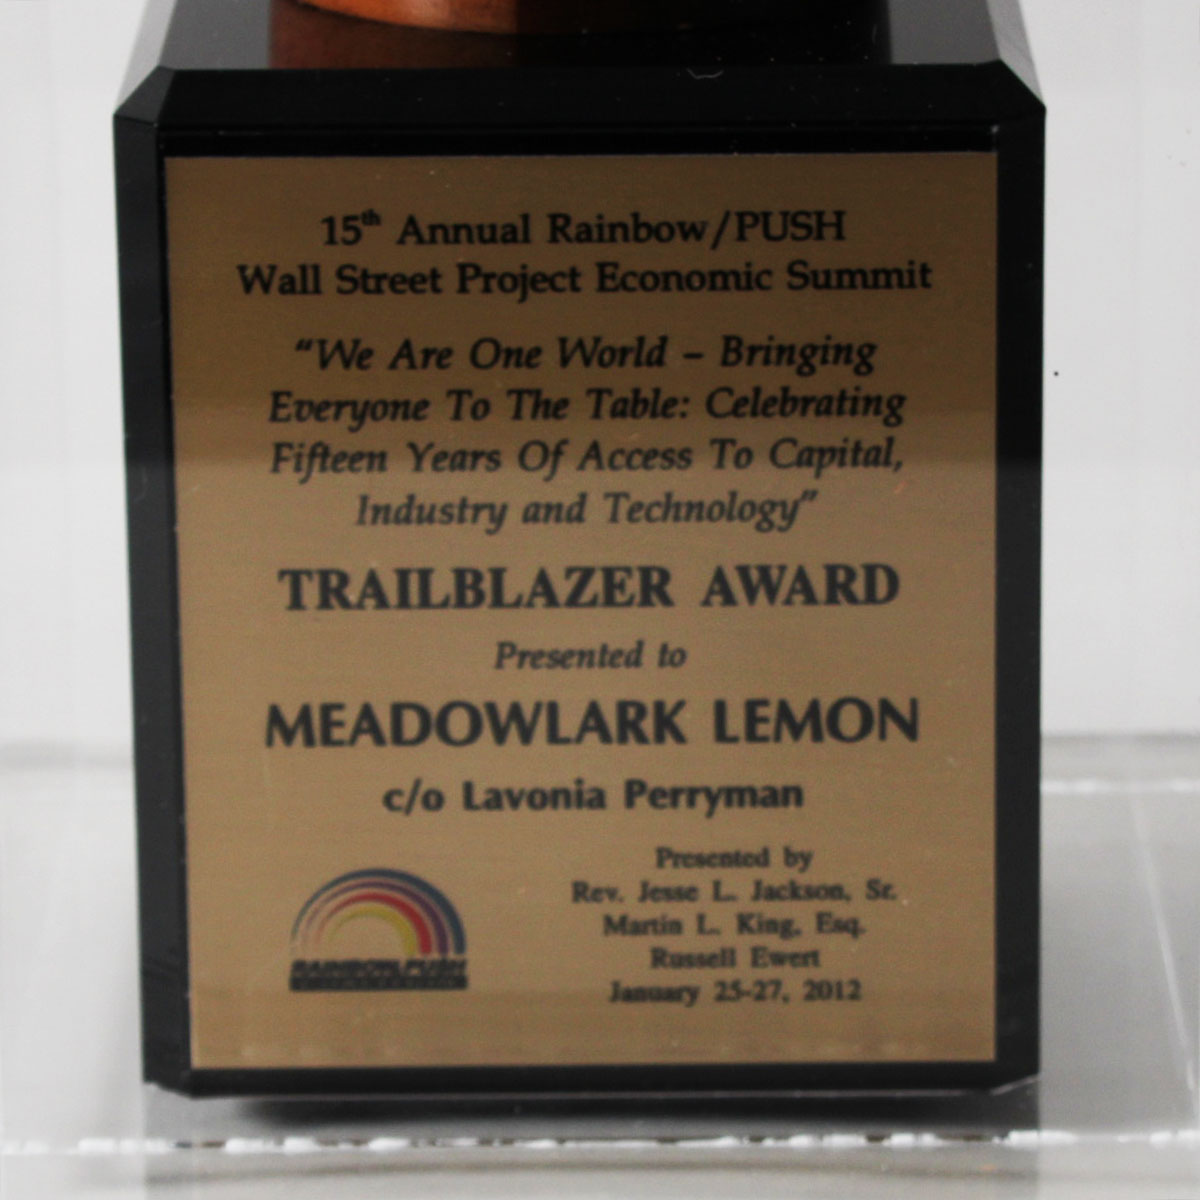 15th Annual Rainbow/PUSH
Wall Street Project Economic Summit
“We Are One World – Bringing
Everyone To The Table: Celebrating
Fifteen Years Of Access To Capital,
Industry and Technology”
TRAILBLAZER AWARD
Presented to
MEADOWLARK LEMON
c/o Lavonia Perryman
Presented by
Rev. Jesse L. Jackson, Sr.
Martin L. King, Esq.
Russell Ewert
January 25-27, 2012
RAINBOW PUSH